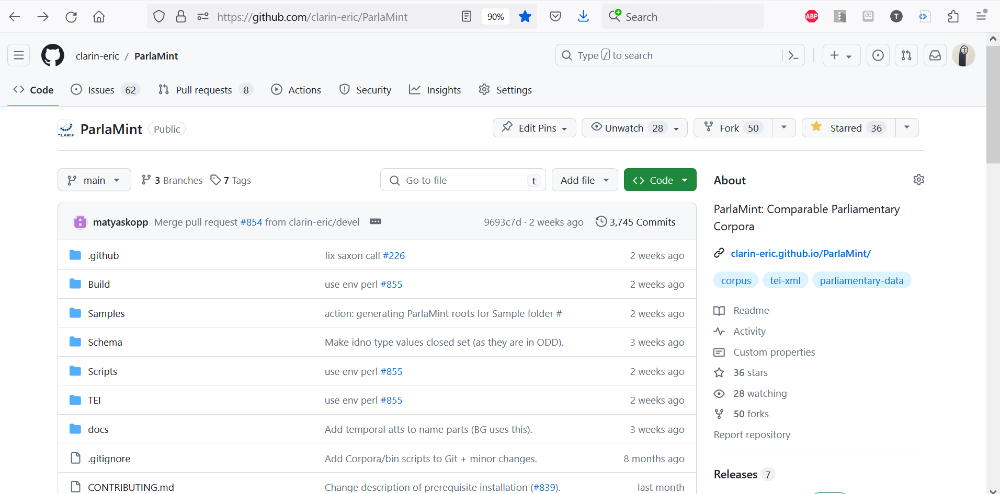 https://github.com/clarin-eric/ParlaMint
90%
Search
ABP
æ
T
clarin-eric / ParlaMint
Type / to search
Code
Issues 62
Pull requests 8
Actions
Security
Insights
Settings
CLARIN
ParlaMint Public
Edit Pins
Unwatch 28
Fork 50
Starred 36
main
3 Branches
7 Tags
Go to file t
Add file
Code
matyaskopp Merge pull request #854 from clarin-eric/devel
9693c7d · 2 weeks ago
3,745 Commits
.github fix saxon call #226 2 weeks ago
Build use env perl #855 2 weeks ago
Samples action: generating ParlaMint roots for Sample folder # 2 weeks ago
Schema Make idno type values closed set (as they are in ODD). 3 weeks ago
Scripts use env perl #855 2 weeks ago
TEI use env perl #855 2 weeks ago
docs Add temporal atts to name parts (BG uses this). 3 weeks ago
.gitignore Add Corpora/bin scripts to Git + minor changes. 8 months ago
CONTRIBUTING.md Change description of prerequisite installation (#839). last month
About
ParlaMint: Comparable Parliamentary
Corpora
clarin-eric.github.io/ParlaMint/
corpus tei-xml parliamentary-data
Readme
Activity
Custom properties
36 stars
28 watching
50 forks
Report repository
Releases 7